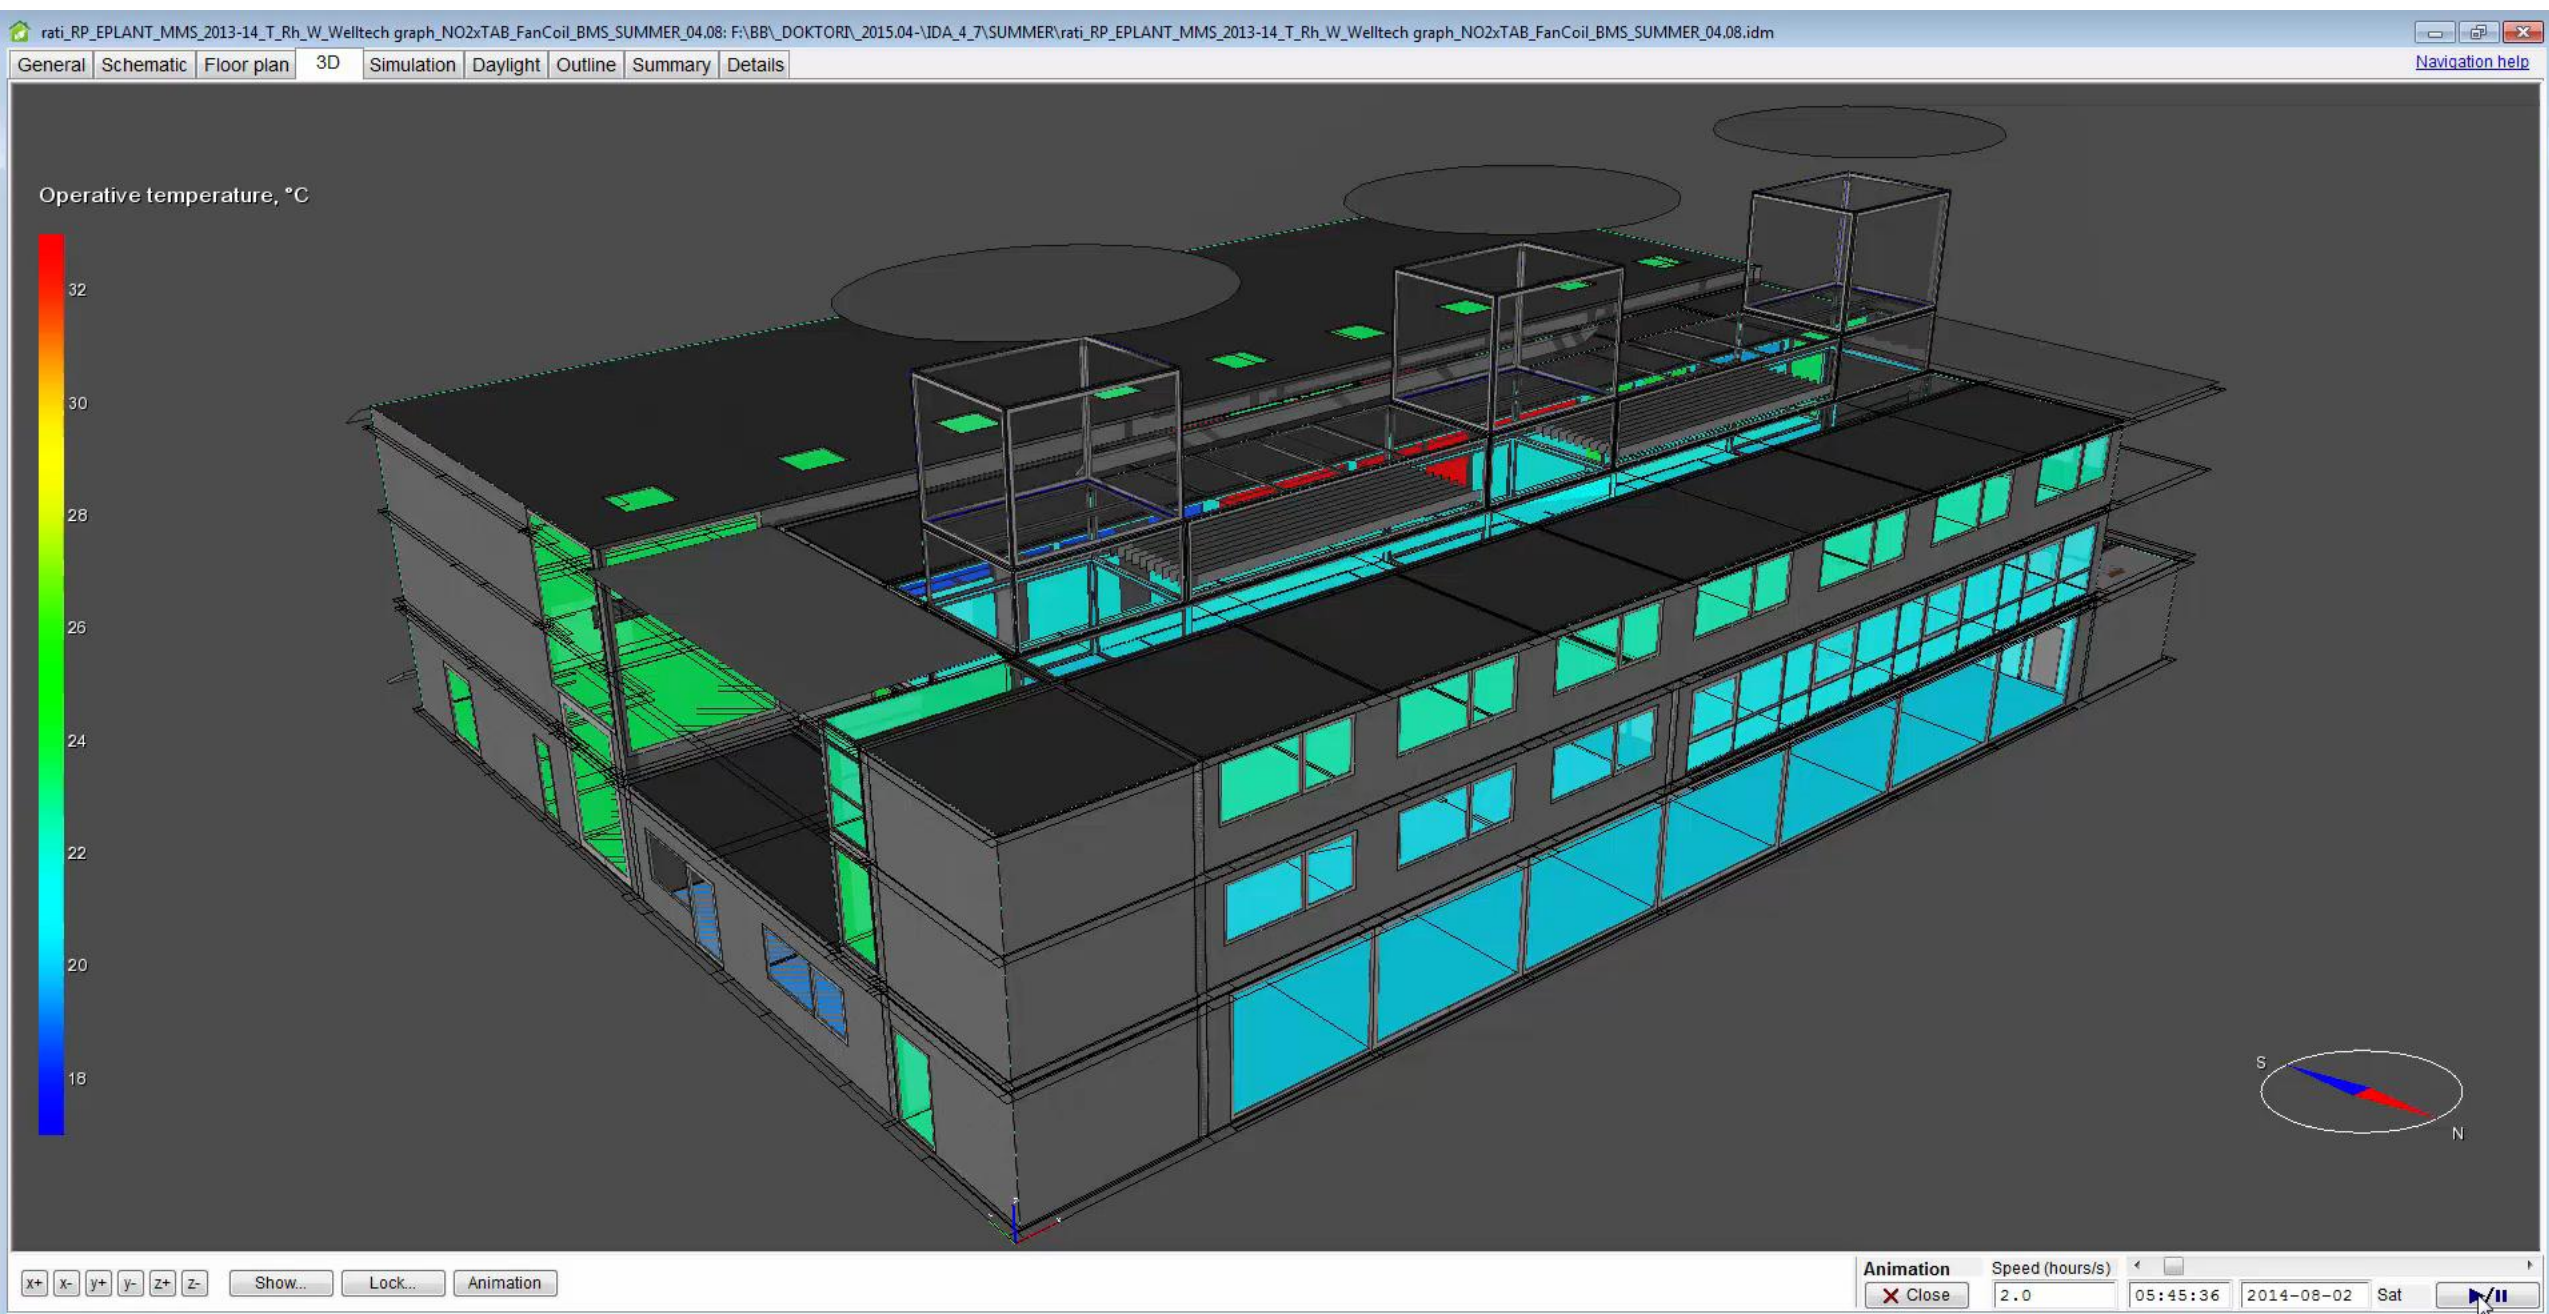 rati_RP_EPLANT_MMS_2013-14_T_Rh_W_Welltech graph_NO2xTAB_FanCoil_BMS_SUMMER_04.08: F:\BB\_DOKTORI\_2015.04-\IDA_4_7\SUMMER\rati_RP_EPLANT_MMS_2013-14_T_Rh_W_Welltech graph_NO2xTAB_FanCoil_BMS_SUMMER_04.08.idm
General Schematic Floor plan 3D Simulation Daylight Outline Summary Details Navigation help
Operative temperature, °C
32
30
28
26
24
22
20
18
S
N
Animation Speed (hours/s)
x+ x- y+ y- z+ z- Show... Lock... Animation
Close 2.0 05:45:36 2014-08-02 Sat